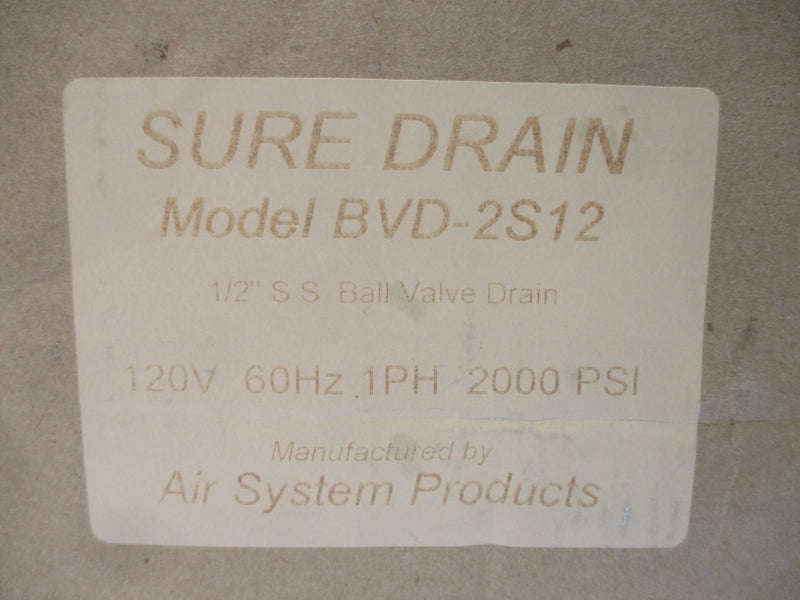 SURE DRAIN
Model BVD-2S12
1/2" S.S Ball Valve Drain
120V 60Hz 1PH 2000 PSI
Manufactured by
Air System Products